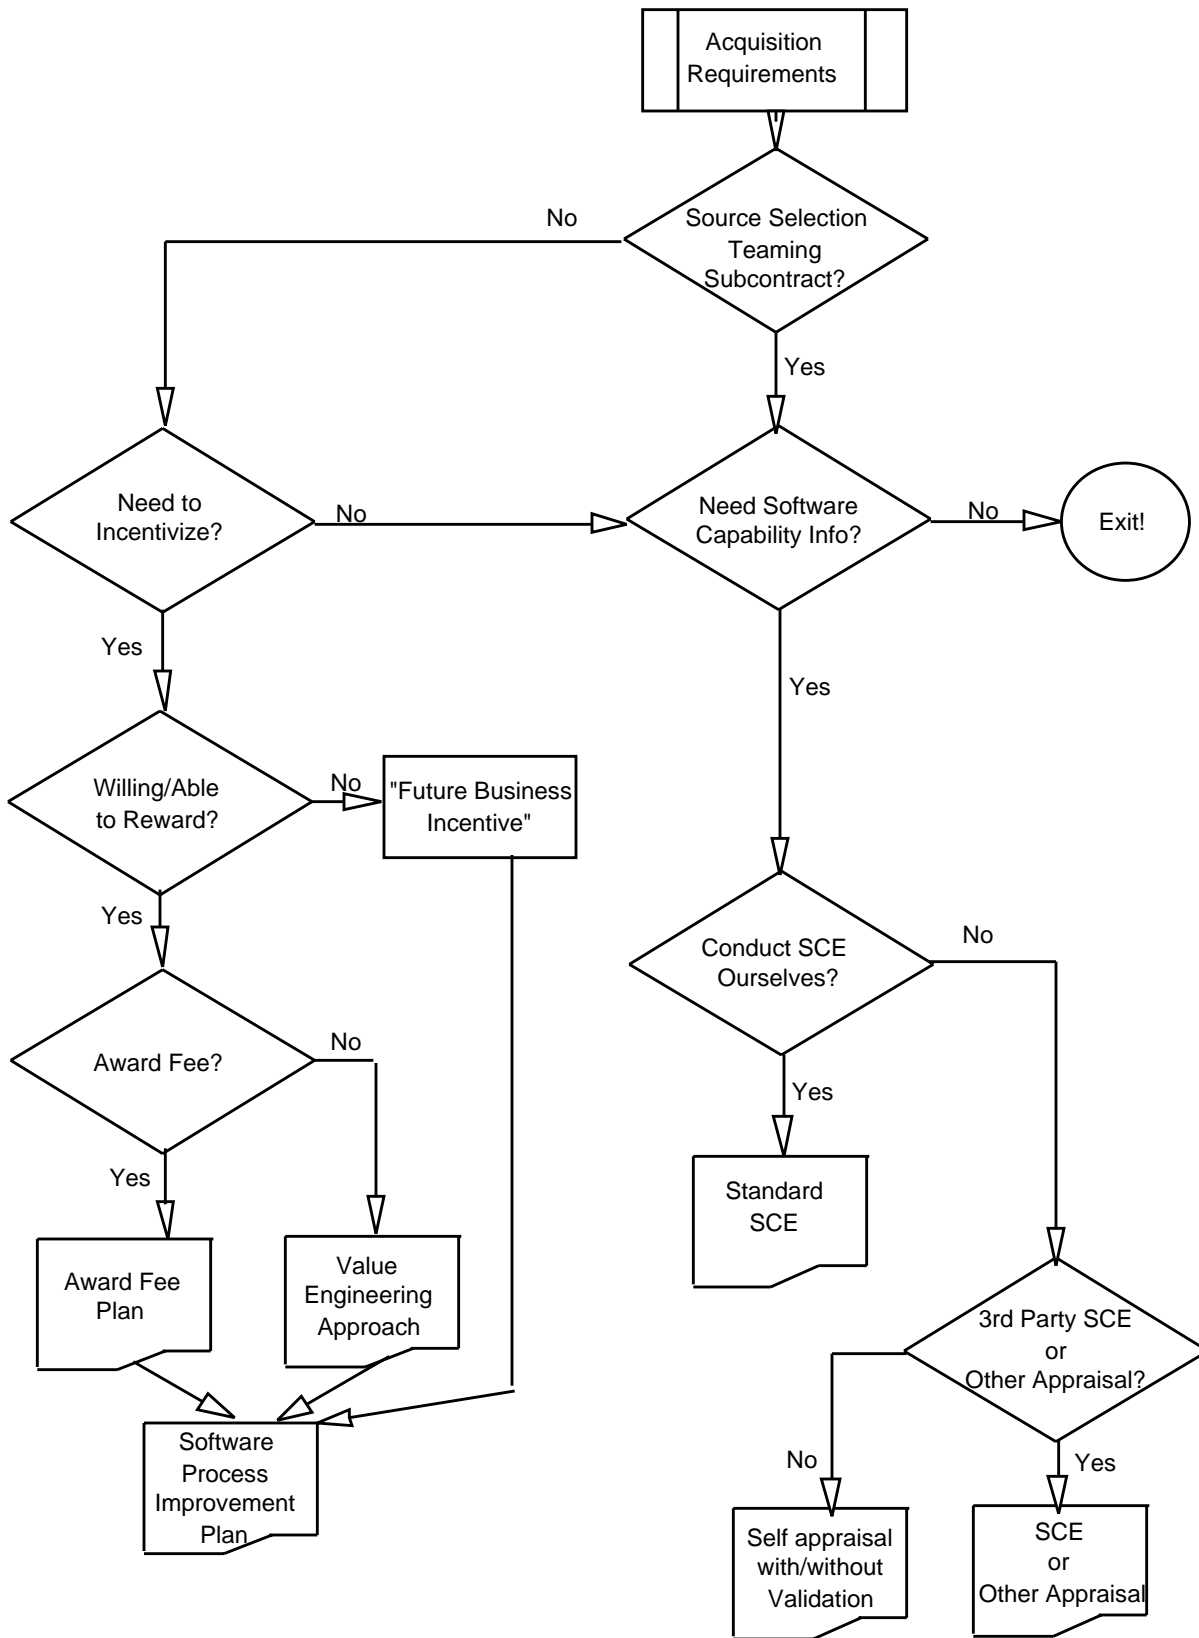 Acquisition
Requirements
No
Source Selection
Teaming
Subcontract?
Yes
Need to
Incentivize?
No
Need Software
Capability Info?
No
Exit!
Yes
Yes
Willing/Able
to Reward?
No
"Future Business
Incentive"
Yes
Conduct SCE
Ourselves?
No
Award Fee?
No
Yes
Yes
Standard
SCE
Award Fee
Plan
Value
Engineering
Approach
3rd Party SCE
or
Other Appraisal?
Software
Process
Improvement
Plan
No
Yes
Self appraisal
with/without
Validation
SCE
or
Other Appraisal